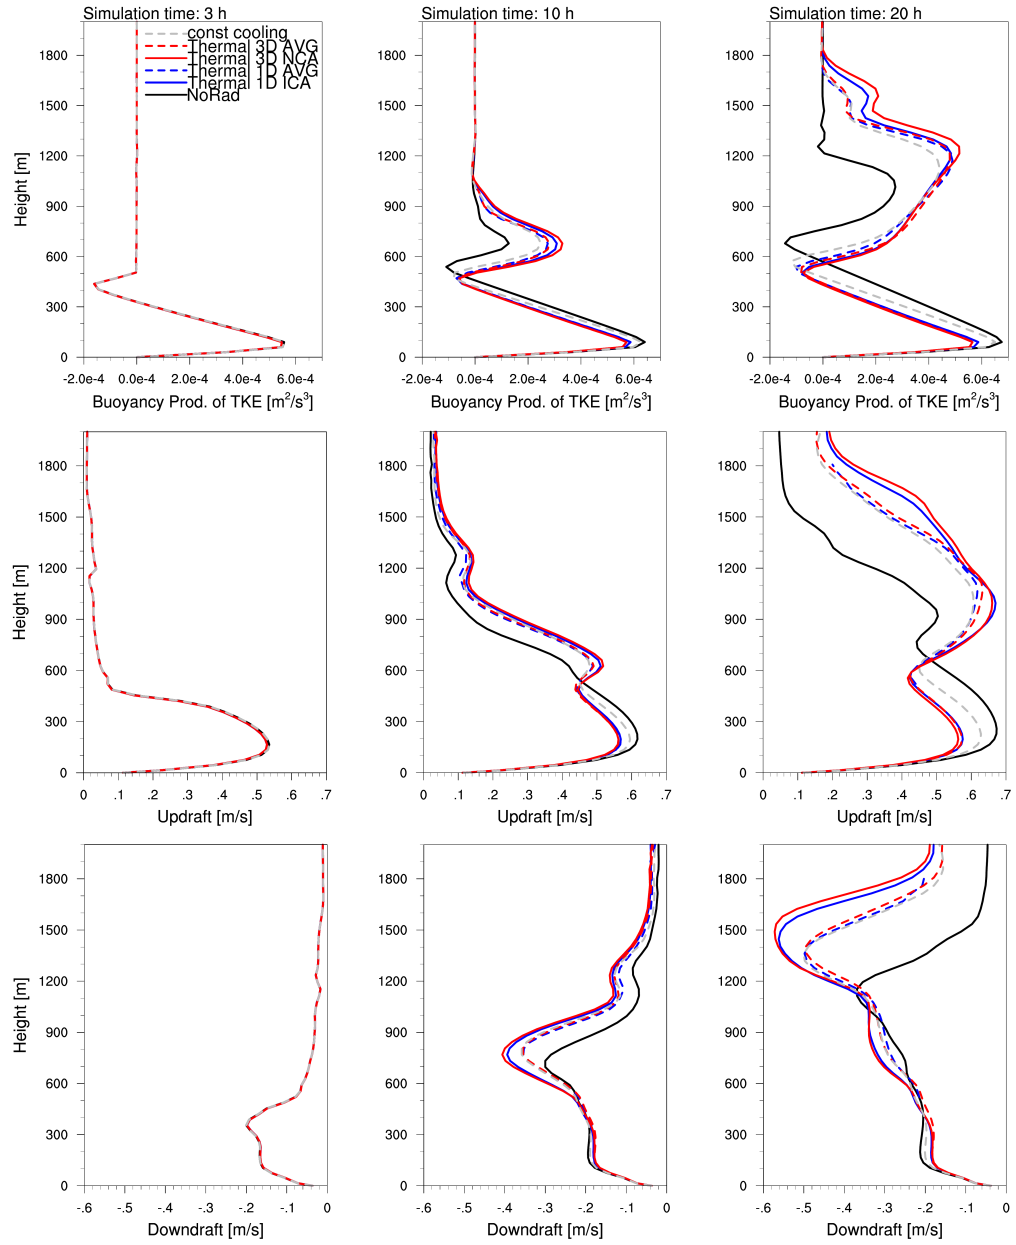 Simulation time: 3 h
Simulation time: 10 h
Simulation time: 20 h
const cooling
Thermal 3D AVG
Thermal 3D NCA
Thermal 1D AVG
Thermal 1D ICA
NoRad
Height [m]
1800
1500
1200
900
600
300
0
1800
1500
1200
900
600
300
0
1800
1500
1200
900
600
300
0
-2.0e-4 0.0e-4 2.0e-4 4.0e-4 6.0e-4
-2.0e-4 0.0e-4 2.0e-4 4.0e-4 6.0e-4
-2.0e-4 0.0e-4 2.0e-4 4.0e-4 6.0e-4
Buoyancy Prod. of TKE [m²/s³]
Buoyancy Prod. of TKE [m²/s³]
Buoyancy Prod. of TKE [m²/s³]
Height [m]
1800
1500
1200
900
600
300
0
1800
1500
1200
900
600
300
0
1800
1500
1200
900
600
300
0
0 .1 .2 .3 .4 .5 .6 .7
0 .1 .2 .3 .4 .5 .6 .7
0 .1 .2 .3 .4 .5 .6 .7
Updraft [m/s]
Updraft [m/s]
Updraft [m/s]
Height [m]
1800
1500
1200
900
600
300
0
1800
1500
1200
900
600
300
0
1800
1500
1200
900
600
300
0
-.6 -.5 -.4 -.3 -.2 -.1 0
-.6 -.5 -.4 -.3 -.2 -.1 0
-.6 -.5 -.4 -.3 -.2 -.1 0
Downdraft [m/s]
Downdraft [m/s]
Downdraft [m/s]